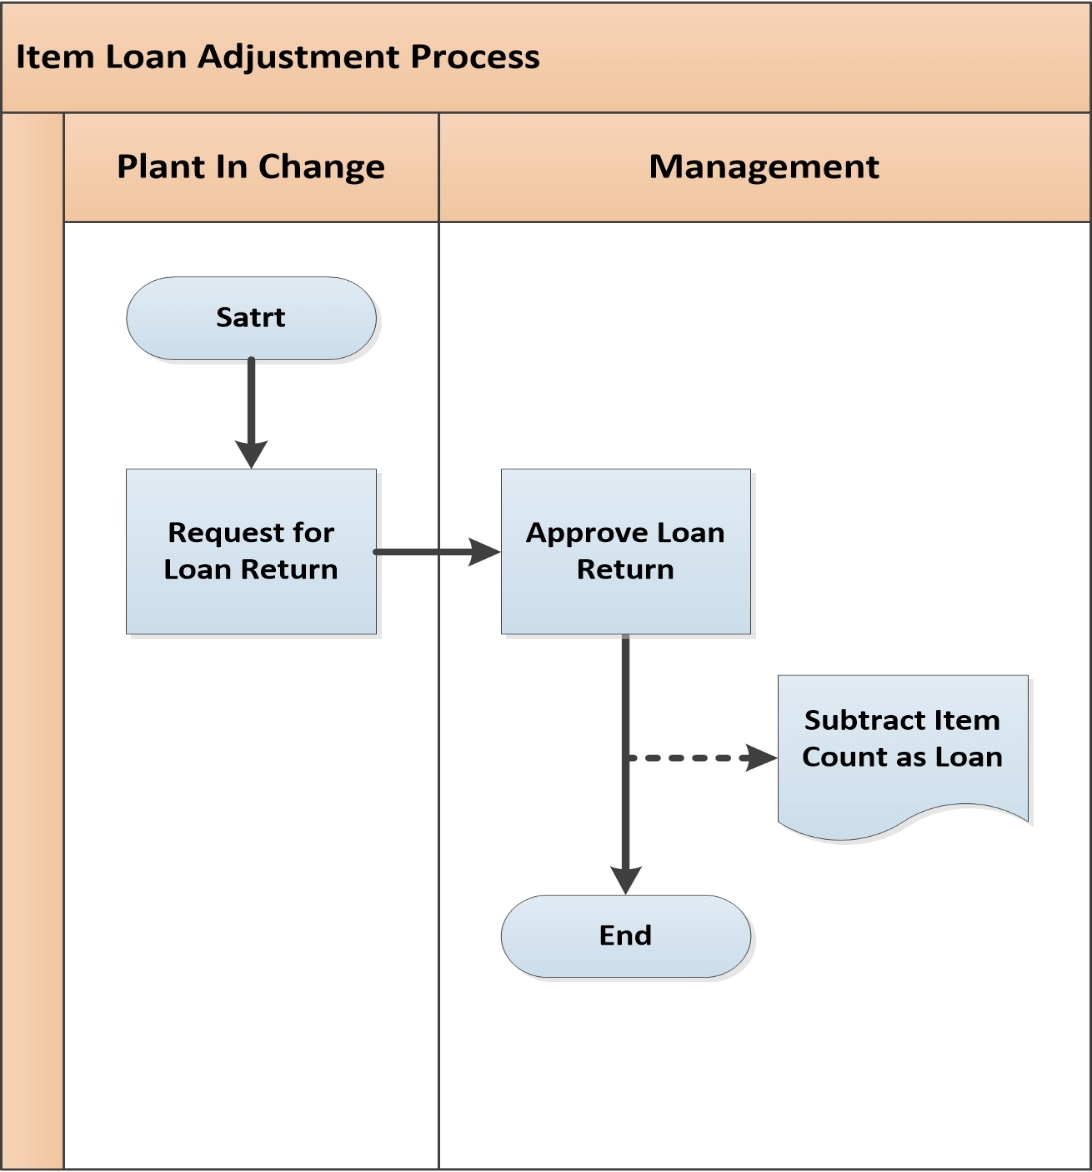 Item Loan Adjustment Process
Plant In Change
Management
Satrt
Request for
Loan Return
Approve Loan
Return
Subtract Item
Count as Loan
End